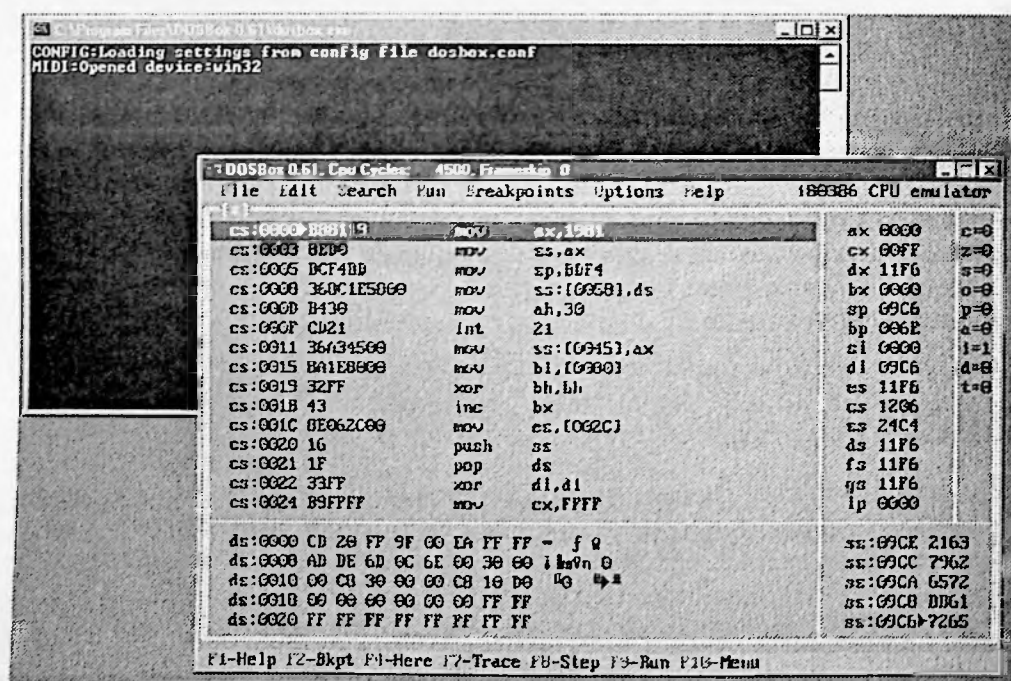 C:\Program Files\DOSBox 0.61\dosbox.exe
CONFIG:Loading settings from config file dosbox.conf
MIDI:Opened device:win32
DOSBox 0.61, Cpu Cycles: 4500, Frameskip 0
File Edit Search Run Breakpoints Options Help i80386 CPU emulator
cs:0000 mov ax,1981 ax 0000 c=0
cs:0003 8ED0 mov ss,ax cx 00FF z=0
cs:0005 BCF4BD mov sp,BDF4 dx 11F6 s=0
cs:0008 mov ss:[0058],ds bx 0000 o=0
cs:000D B430 mov ah,30 sp 09C6 p=0
cs:000F CD21 int 21 bp a=0
cs:0011 36A34500 mov ss:[0045],ax si 0000 i=1
cs:0015 mov bl,[0080] di 09C6 d=0
cs:0019 32FF xor bh,bh es 11F6 t=0
cs:001B 43 inc bx cs 1206
cs:001C 8E062C00 mov es,[002C] ss 24C4
cs:0020 16 push ss ds 11F6
cs:0021 1F pop ds fs 11F6
cs:0022 33FF xor di,di gs 11F6
cs:0024 B9FFFF mov cx,FFFF ip 0000
ds:0000 CD 20 FF 9F 00 EA FF FF ss:09CE 2163
ds:0008 AD DE 6D 0C 6E 00 30 00 ss:09CC 7962
ds:0010 00 C8 30 00 00 C8 10 D0 ss:09CA 6572
ds:0018 00 00 00 00 00 00 FF FF ss:09C8
ds:0020 FF FF FF FF FF FF FF FF ss:09C6 7265
F1-Help F2-Bkpt F4-Here F7-Trace F8-Step F9-Run F10-Menu